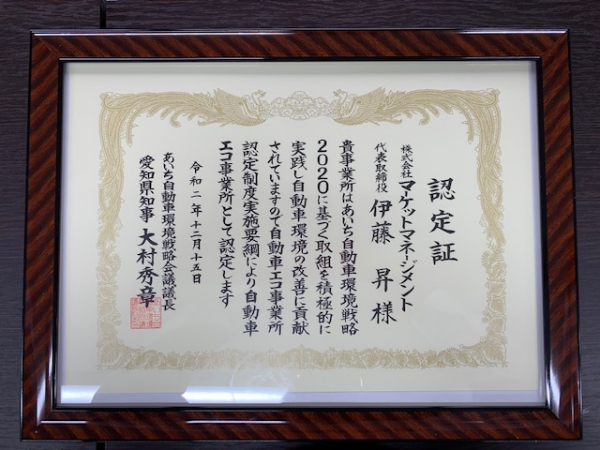 認定証
株式会社 マケットマネージメント
代表取締役 伊藤 昇 様
貴事業所はあいち自動車環境戦略
2020に基づく取組を積極的に
実践し自動車環境の改善に貢献
されていますので自動車エコ事業所
認定制度実施要綱により自動車
エコ事業所として認定します
令和二年十二月十五日
あいち自動車環境戦略会議議長
愛知県知事 大村秀章